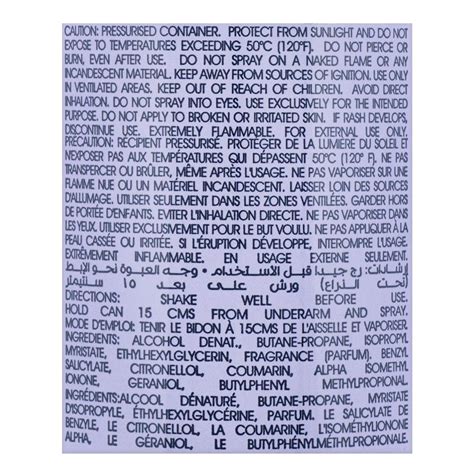 CAUTION: PRESSURISED CONTAINER. PROTECT FROM SUNLIGHT AND DO NOT
EXPOSE TO TEMPERATURES EXCEEDING 50°C (120°F). DO NOT PIERCE OR
BURN, EVEN AFTER USE. DO NOT SPRAY ON A NAKED FLAME OR ANY
INCANDESCENT MATERIAL. KEEP AWAY FROM SOURCES OF IGNITION. USE ONLY
IN VENTILATED AREAS. KEEP OUT OF REACH OF CHILDREN. AVOID DIRECT
INHALATION. DO NOT SPRAY INTO EYES. USE EXCLUSIVELY FOR THE INTENDED
PURPOSE. DO NOT APPLY TO BROKEN OR IRRITATED SKIN. IF RASH DEVELOPS,
DISCONTINUE USE. EXTREMELY FLAMMABLE. FOR EXTERNAL USE ONLY.
PRÉCAUTION: RÉCIPIENT PRESSURISÉ. PROTÉGER DE LA LUMIERE DU SOLEIL ET
N'EXPOSER PAS AUX TEMPÉRATURES QUI DÉPASSENT 50°C (120° F). NE PAS
TRANSPERCER OU BRÛLER, MÊME APRÈS L'USAGE. NE PAS VAPORISER SUR UNE
FLAMME NUE OU UN MATÉRIEL INCANDESCENT. LAISSER LOIN DES SOURCES
D'ALLUMAGE. UTILISER SEULEMENT DANS LES ZONES VENTILÉES. GARDER HORS
DE PORTÉE D'ENFANTS. EVITER L'INHALATION DIRECTE. NE PAS VAPORISER DANS
LES YEUX. UTILISER EXCLUSIVEMENT POUR LE BUT VOULU. NE PAS APPLIQUER À LA
PEAU CASSÉE OU IRRITÉE. SI L'ÉRUPTION DÉVELOPPE, INTERROMPRE L'USAGE.
EXTRÊMEMENT INFLAMMABLE. EN USAGE EXTERNE SEULEMENT.
إرشادات: رج جيدا قبل الأستخدام، وجه العبوة نحو الإبط
(تحت الذراع) ورش على بعد ١٥ سنتيمتر
DIRECTIONS: SHAKE WELL BEFORE USE.
HOLD CAN 15 CMS FROM UNDERARM AND SPRAY.
MODE D'EMPLOI: TENIR LE BIDON À 15CMS DE L'AISSELLE ET VAPORISER.
INGREDIENTS: ALCOHOL DENAT., BUTANE-PROPANE, ISOPROPYL
MYRISTATE, ETHYLHEXYLGLYCERIN, FRAGRANCE (PARFUM). BENZYL
SALICYLATE, CITRONELLOL, COUMARIN, ALPHA ISOMETHYL
IONONE, GERANIOL, BUTYLPHENYL METHYLPROPIONAL.
INGRÉDIENTS:ALCOOL DÉNATURÉ, BUTANE-PROPANE, MYRISTATE
D'ISOPROPYLE, ÉTHYLHEXYLGLYCÉRINE, PARFUM. LE SALICYLATE DE
BENZYLE, LE CITRONELLOL, LA COUMARINE, L'ISOMÉTHYLIONONE
ALPHA, LE GÉRANIOL, LE BUTYLPHÉNYLMÉTHYLPROPIONALE.